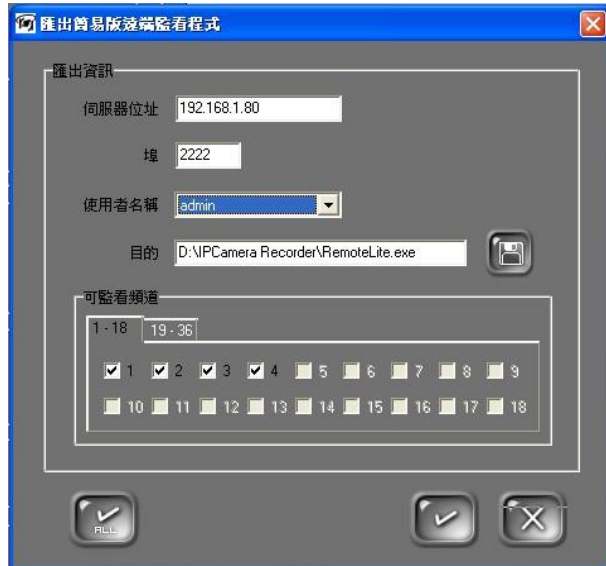 匯出簡易版遠端監看程式
匯出資訊
伺服器位址 192.168.1.80
埠 2222
使用者名稱 admin
目的 D:\IPCamera Recorder\RemoteLite.exe
可監看頻道
1 - 18 19 - 36
1 2 3 4 5 6 7 8 9
10 11 12 13 14 15 16 17 18
ALL